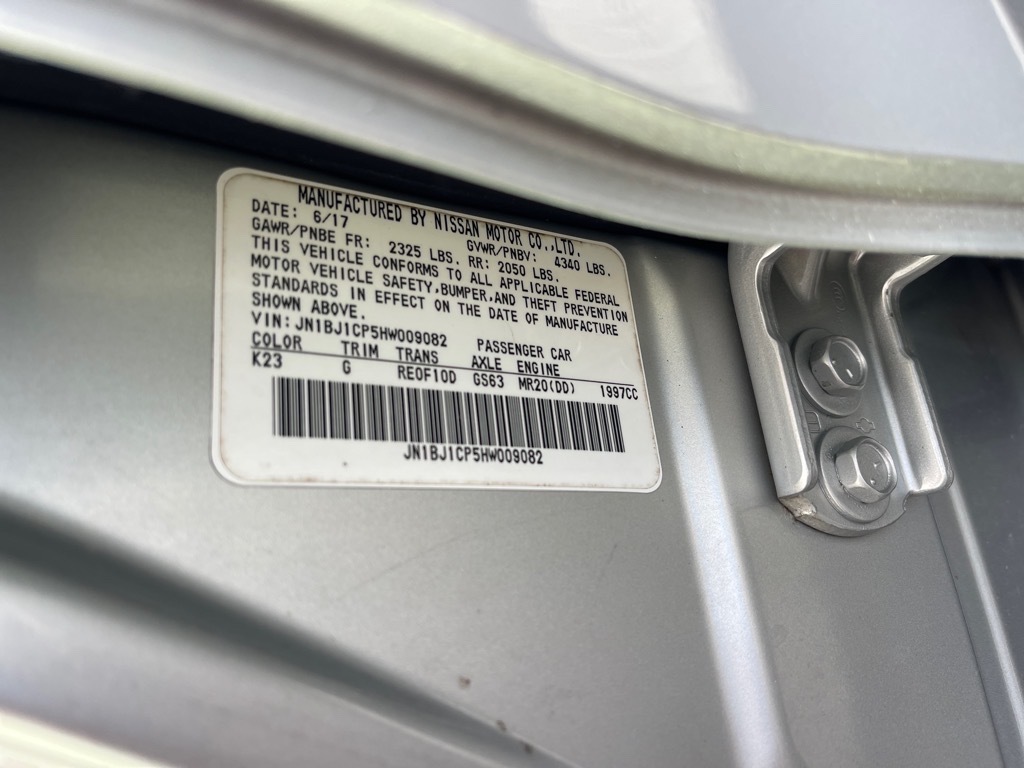 MANUFACTURED BY NISSAN MOTOR CO.,LTD.
DATE: 6/17 GVWR/PNBV: 4340 LBS.
GAWR/PNBE FR: 2325 LBS. RR: 2050 LBS.
THIS VEHICLE CONFORMS TO ALL APPLICABLE FEDERAL
MOTOR VEHICLE SAFETY,BUMPER,AND THEFT PREVENTION
STANDARDS IN EFFECT ON THE DATE OF MANUFACTURE
SHOWN ABOVE.
VIN:JN1BJ1CP5HW009082 PASSENGER CAR
COLOR TRIM TRANS AXLE ENGINE
K23 G RE0F10D GS63 MR20(DD) 1997CC
JN1BJ1CP5HW009082